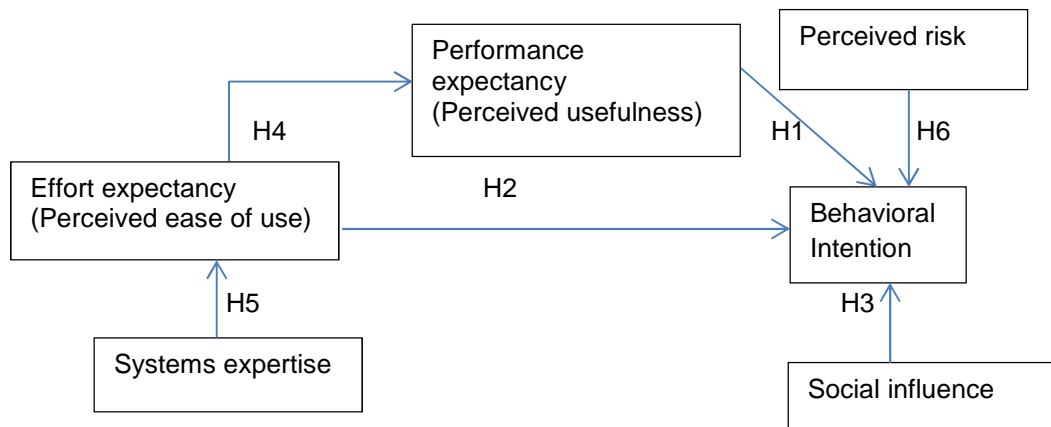 Perceived risk
Performance
expectancy
(Perceived usefulness)
H4
H1
H6
Effort expectancy
(Perceived ease of use)
H2
Behavioral
Intention
H5
H3
Systems expertise
Social influence